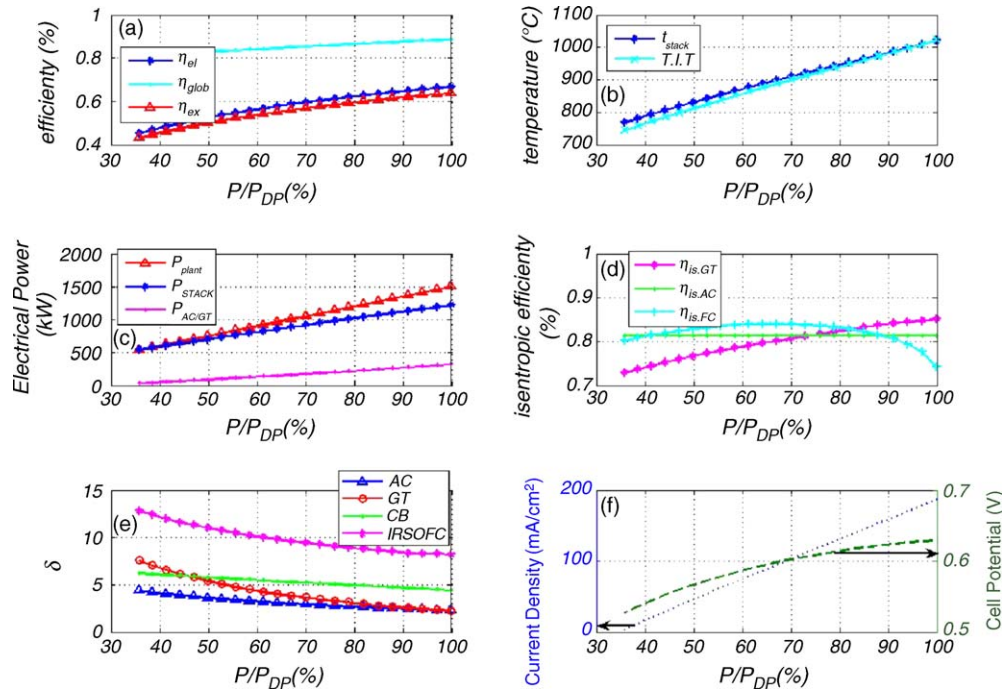 (a)
efficienty (%)
1
0.8
0.6
0.4
η_el
η_glob
η_ex
30 40 50 60 70 80 90 100
P/P_DP(%)
(b)
temperature (°C)
1100
1000
900
800
700
t_stack
T.I.T
30 40 50 60 70 80 90 100
P/P_DP(%)
(c)
Electrical Power
(kW)
2000
1500
1000
500
0
P_plant
P_STACK
P_AC/GT
30 40 50 60 70 80 90 100
P/P_DP(%)
(d)
isentropic efficienty
(%)
1
0.9
0.8
0.7
η_is.GT
η_is.AC
η_is.FC
30 40 50 60 70 80 90 100
P/P_DP(%)
(e)
δ
15
10
5
0
AC
GT
CB
IRSOFC
30 40 50 60 70 80 90 100
P/P_DP(%)
(f)
Current Density (mA/cm²)
200
100
0
Cell Potential (V)
0.7
0.6
0.5
30 40 50 60 70 80 90 100
P/P_DP(%)